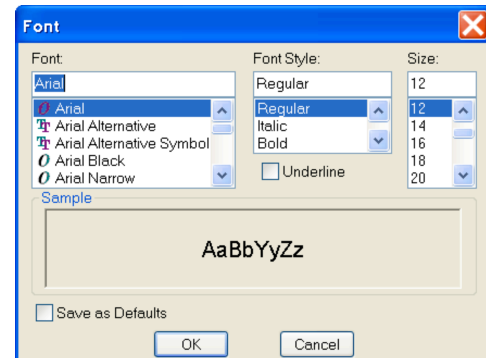 Font
Font: Font Style: Size:
Arial Regular 12
Arial Regular 12
Arial Alternative Italic 14
Arial Alternative Symbol Bold 16
Arial Black 18
Arial Narrow Underline 20
Sample
AaBbYyZz
Save as Defaults
OK Cancel